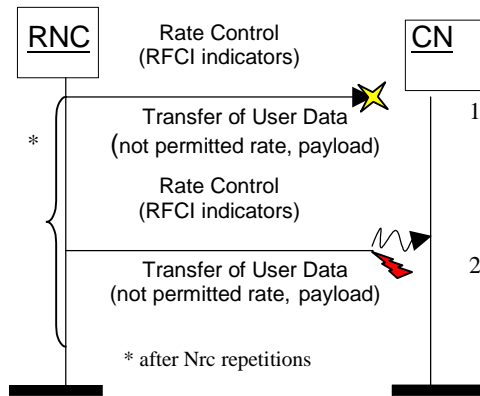 RNC
CN
Rate Control
(RFCI indicators)
1
Transfer of User Data
(not permitted rate, payload)
*
Rate Control
(RFCI indicators)
2
Transfer of User Data
(not permitted rate, payload)
* after Nrc repetitions